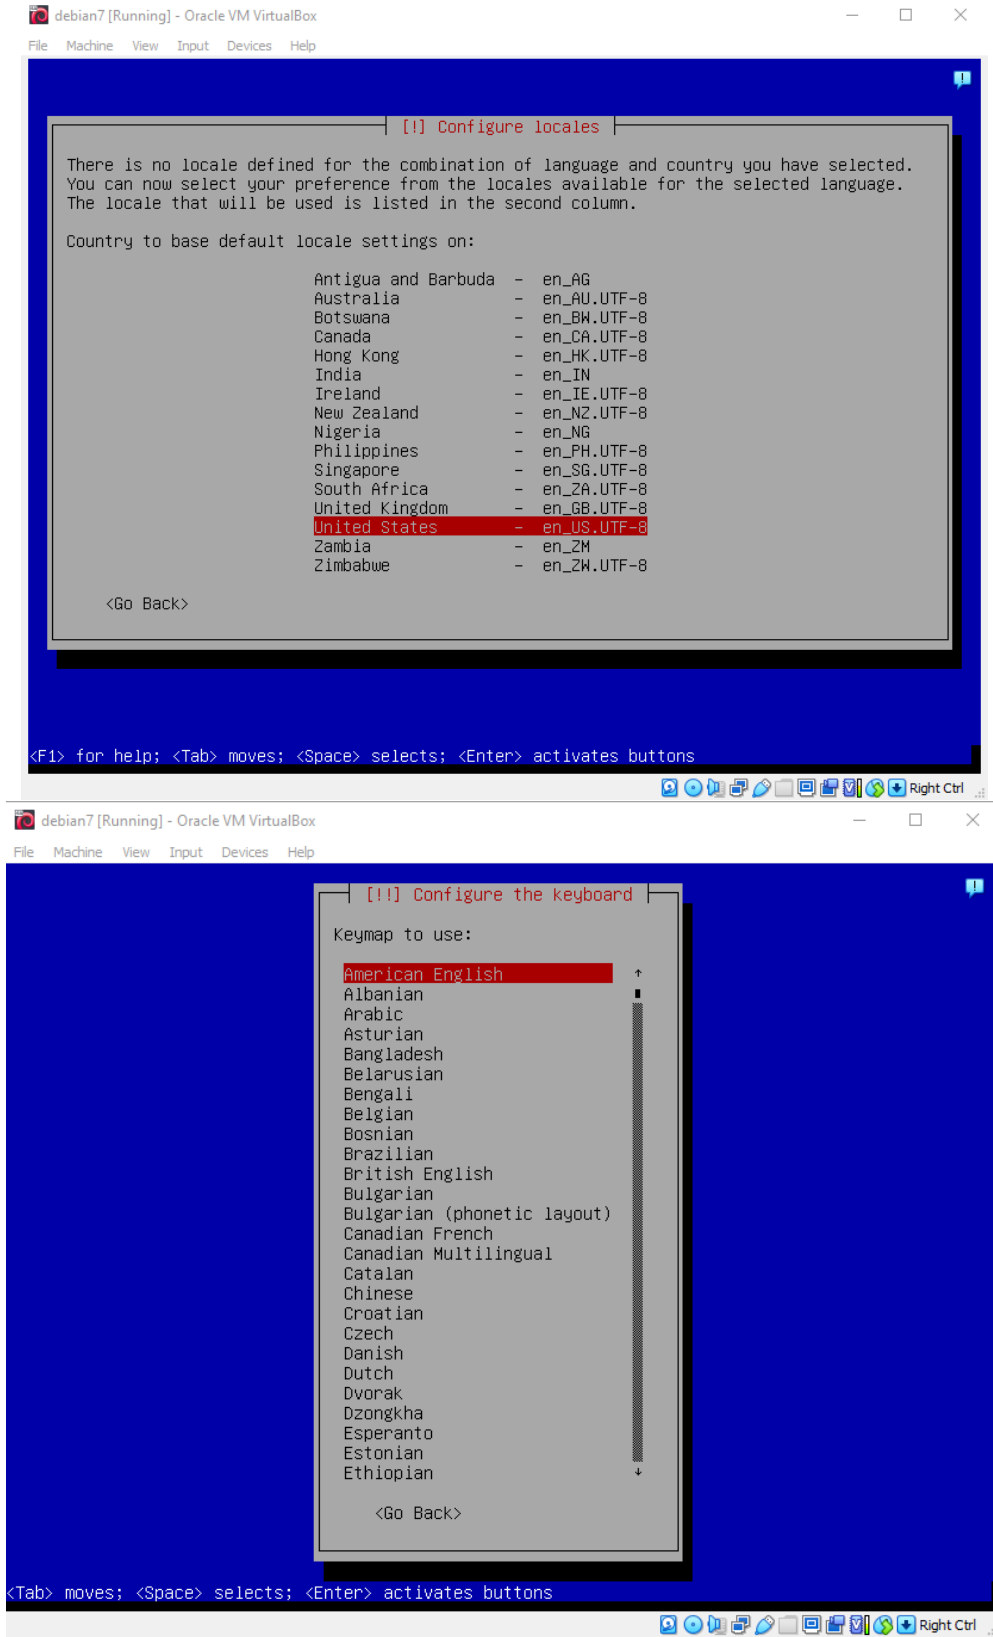 debian7 [Running] - Oracle VM VirtualBox
File Machine View Input Devices Help
[!] Configure locales
There is no locale defined for the combination of language and country you have selected.
You can now select your preference from the locales available for the selected language.
The locale that will be used is listed in the second column.
Country to base default locale settings on:
Antigua and Barbuda - en_AG
Australia - en_AU.UTF-8
Botswana - en_BW.UTF-8
Canada - en_CA.UTF-8
Hong Kong - en_HK.UTF-8
India - en_IN
Ireland - en_IE.UTF-8
New Zealand - en_NZ.UTF-8
Nigeria - en_NG
Philippines - en_PH.UTF-8
Singapore - en_SG.UTF-8
South Africa - en_ZA.UTF-8
United Kingdom - en_GB.UTF-8
United States - en_US.UTF-8
Zambia - en_ZM
Zimbabwe - en_ZW.UTF-8
<Go Back>
<F1> for help; <Tab> moves; <Space> selects; <Enter> activates buttons
Right Ctrl
debian7 [Running] - Oracle VM VirtualBox
File Machine View Input Devices Help
[!!] Configure the keyboard
Keymap to use:
American English
Albanian
Arabic
Asturian
Bangladesh
Belarusian
Bengali
Belgian
Bosnian
Brazilian
British English
Bulgarian
Bulgarian (phonetic layout)
Canadian French
Canadian Multilingual
Catalan
Chinese
Croatian
Czech
Danish
Dutch
Dvorak
Dzongkha
Esperanto
Estonian
Ethiopian
<Go Back>
<Tab> moves; <Space> selects; <Enter> activates buttons
Right Ctrl